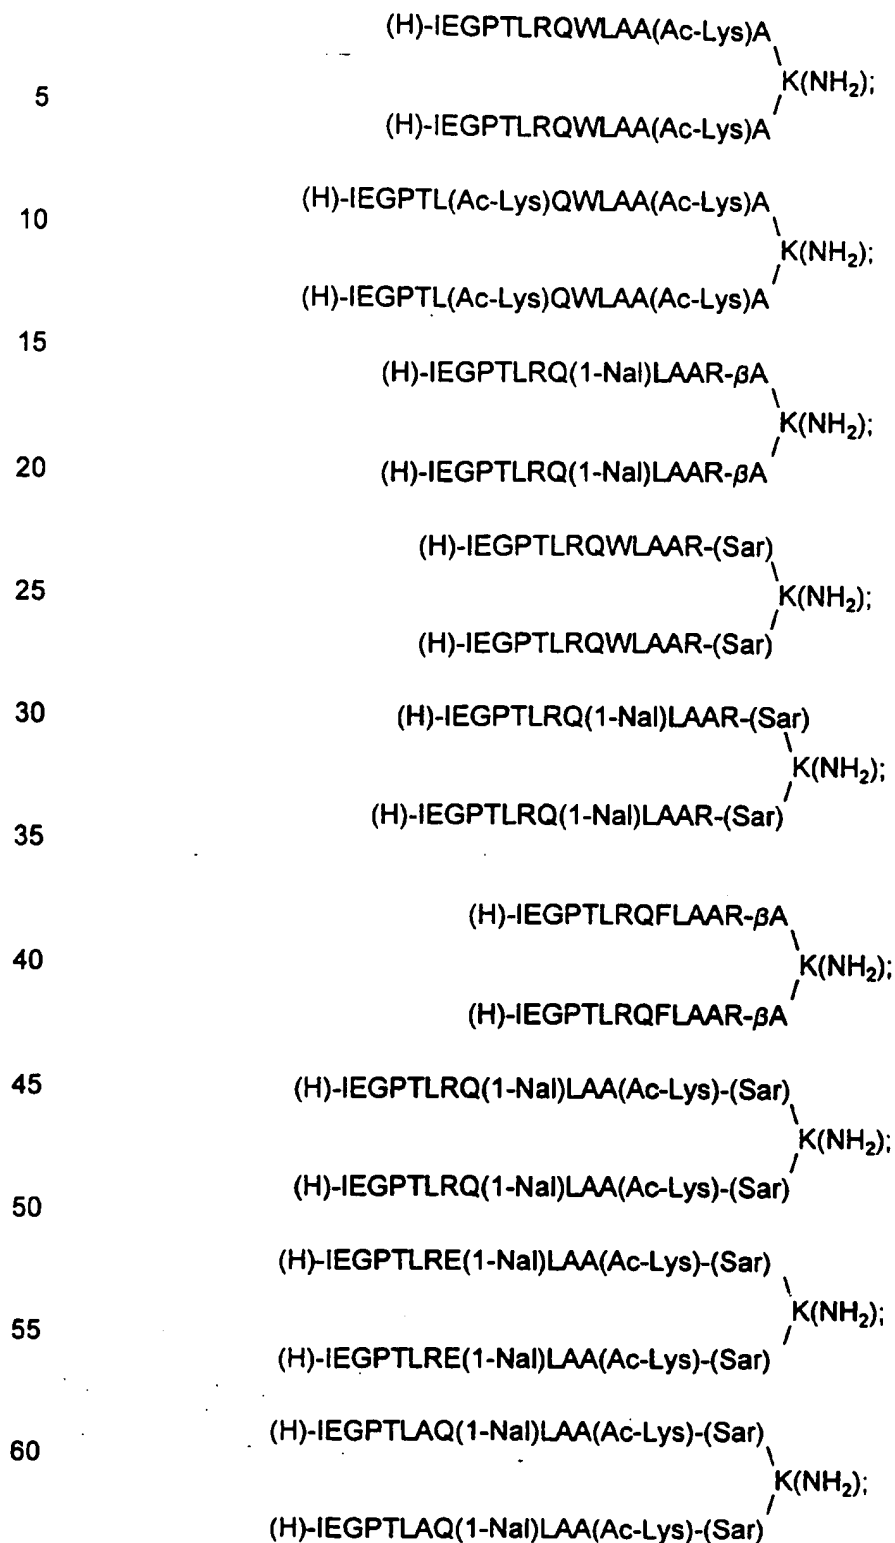 (H)-IEGPTLRQWLAA(Ac-Lys)A
\
5 K(NH₂);
/
(H)-IEGPTLRQWLAA(Ac-Lys)A
10 (H)-IEGPTL(Ac-Lys)QWLAA(Ac-Lys)A
\
K(NH₂);
/
(H)-IEGPTL(Ac-Lys)QWLAA(Ac-Lys)A
15
(H)-IEGPTLRQ(1-Nal)LAAR-βA
\
K(NH₂);
/
20 (H)-IEGPTLRQ(1-Nal)LAAR-βA
(H)-IEGPTLRQWLAAR-(Sar)
\
25 K(NH₂);
/
(H)-IEGPTLRQWLAAR-(Sar)
30 (H)-IEGPTLRQ(1-Nal)LAAR-(Sar)
\
K(NH₂);
/
(H)-IEGPTLRQ(1-Nal)LAAR-(Sar)
35
(H)-IEGPTLRQFLAAR-βA
\
40 K(NH₂);
/
(H)-IEGPTLRQFLAAR-βA
45 (H)-IEGPTLRQ(1-Nal)LAA(Ac-Lys)-(Sar)
\
K(NH₂);
/
50 (H)-IEGPTLRQ(1-Nal)LAA(Ac-Lys)-(Sar)
(H)-IEGPTLRE(1-Nal)LAA(Ac-Lys)-(Sar)
\
55 K(NH₂);
/
(H)-IEGPTLRE(1-Nal)LAA(Ac-Lys)-(Sar)
60 (H)-IEGPTLAQ(1-Nal)LAA(Ac-Lys)-(Sar)
\
K(NH₂);
/
(H)-IEGPTLAQ(1-Nal)LAA(Ac-Lys)-(Sar)